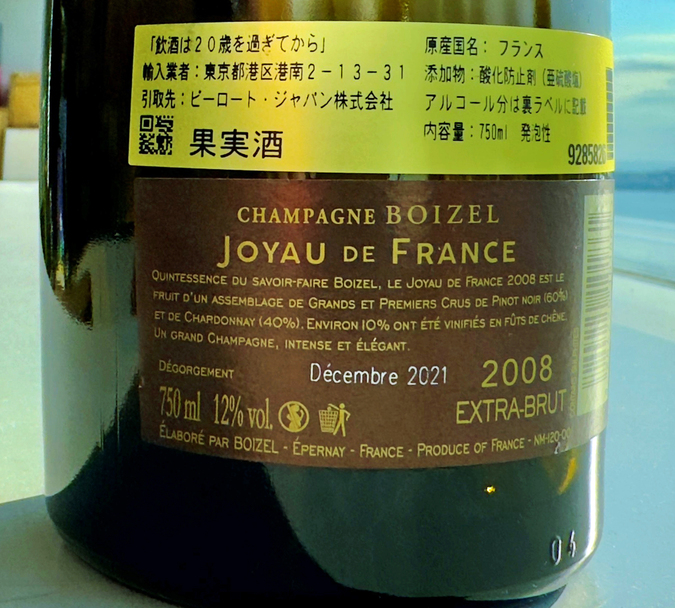 「飲酒は20歳を過ぎてから」
輸入業者：東京都港区港南2－13－31
引取先：ピーロート・ジャパン株式会社
果実酒
原産国名：フランス
添加物：酸化防止剤（亜硫酸塩）
アルコール分は裏ラベルに記載
内容量：750ml 発泡性
9285826
CHAMPAGNE BOIZEL
JOYAU DE FRANCE
QUINTESSENCE DU SAVOIR-FAIRE BOIZEL, LE JOYAU DE FRANCE 2008 EST LE
FRUIT D'UN ASSEMBLAGE DE GRANDS ET PREMIERS CRUS DE PINOT NOIR (60%)
ET DE CHARDONNAY (40%). ENVIRON 10% ONT ÉTÉ VINIFIÉS EN FÛTS DE CHÊNE.
UN GRAND CHAMPAGNE, INTENSE ET ÉLÉGANT.
DÉGORGEMENT Décembre 2021
2008
750 ml 12% vol. EXTRA-BRUT
ÉLABORÉ PAR BOIZEL - ÉPERNAY - FRANCE - PRODUCE OF FRANCE - NM-120-00